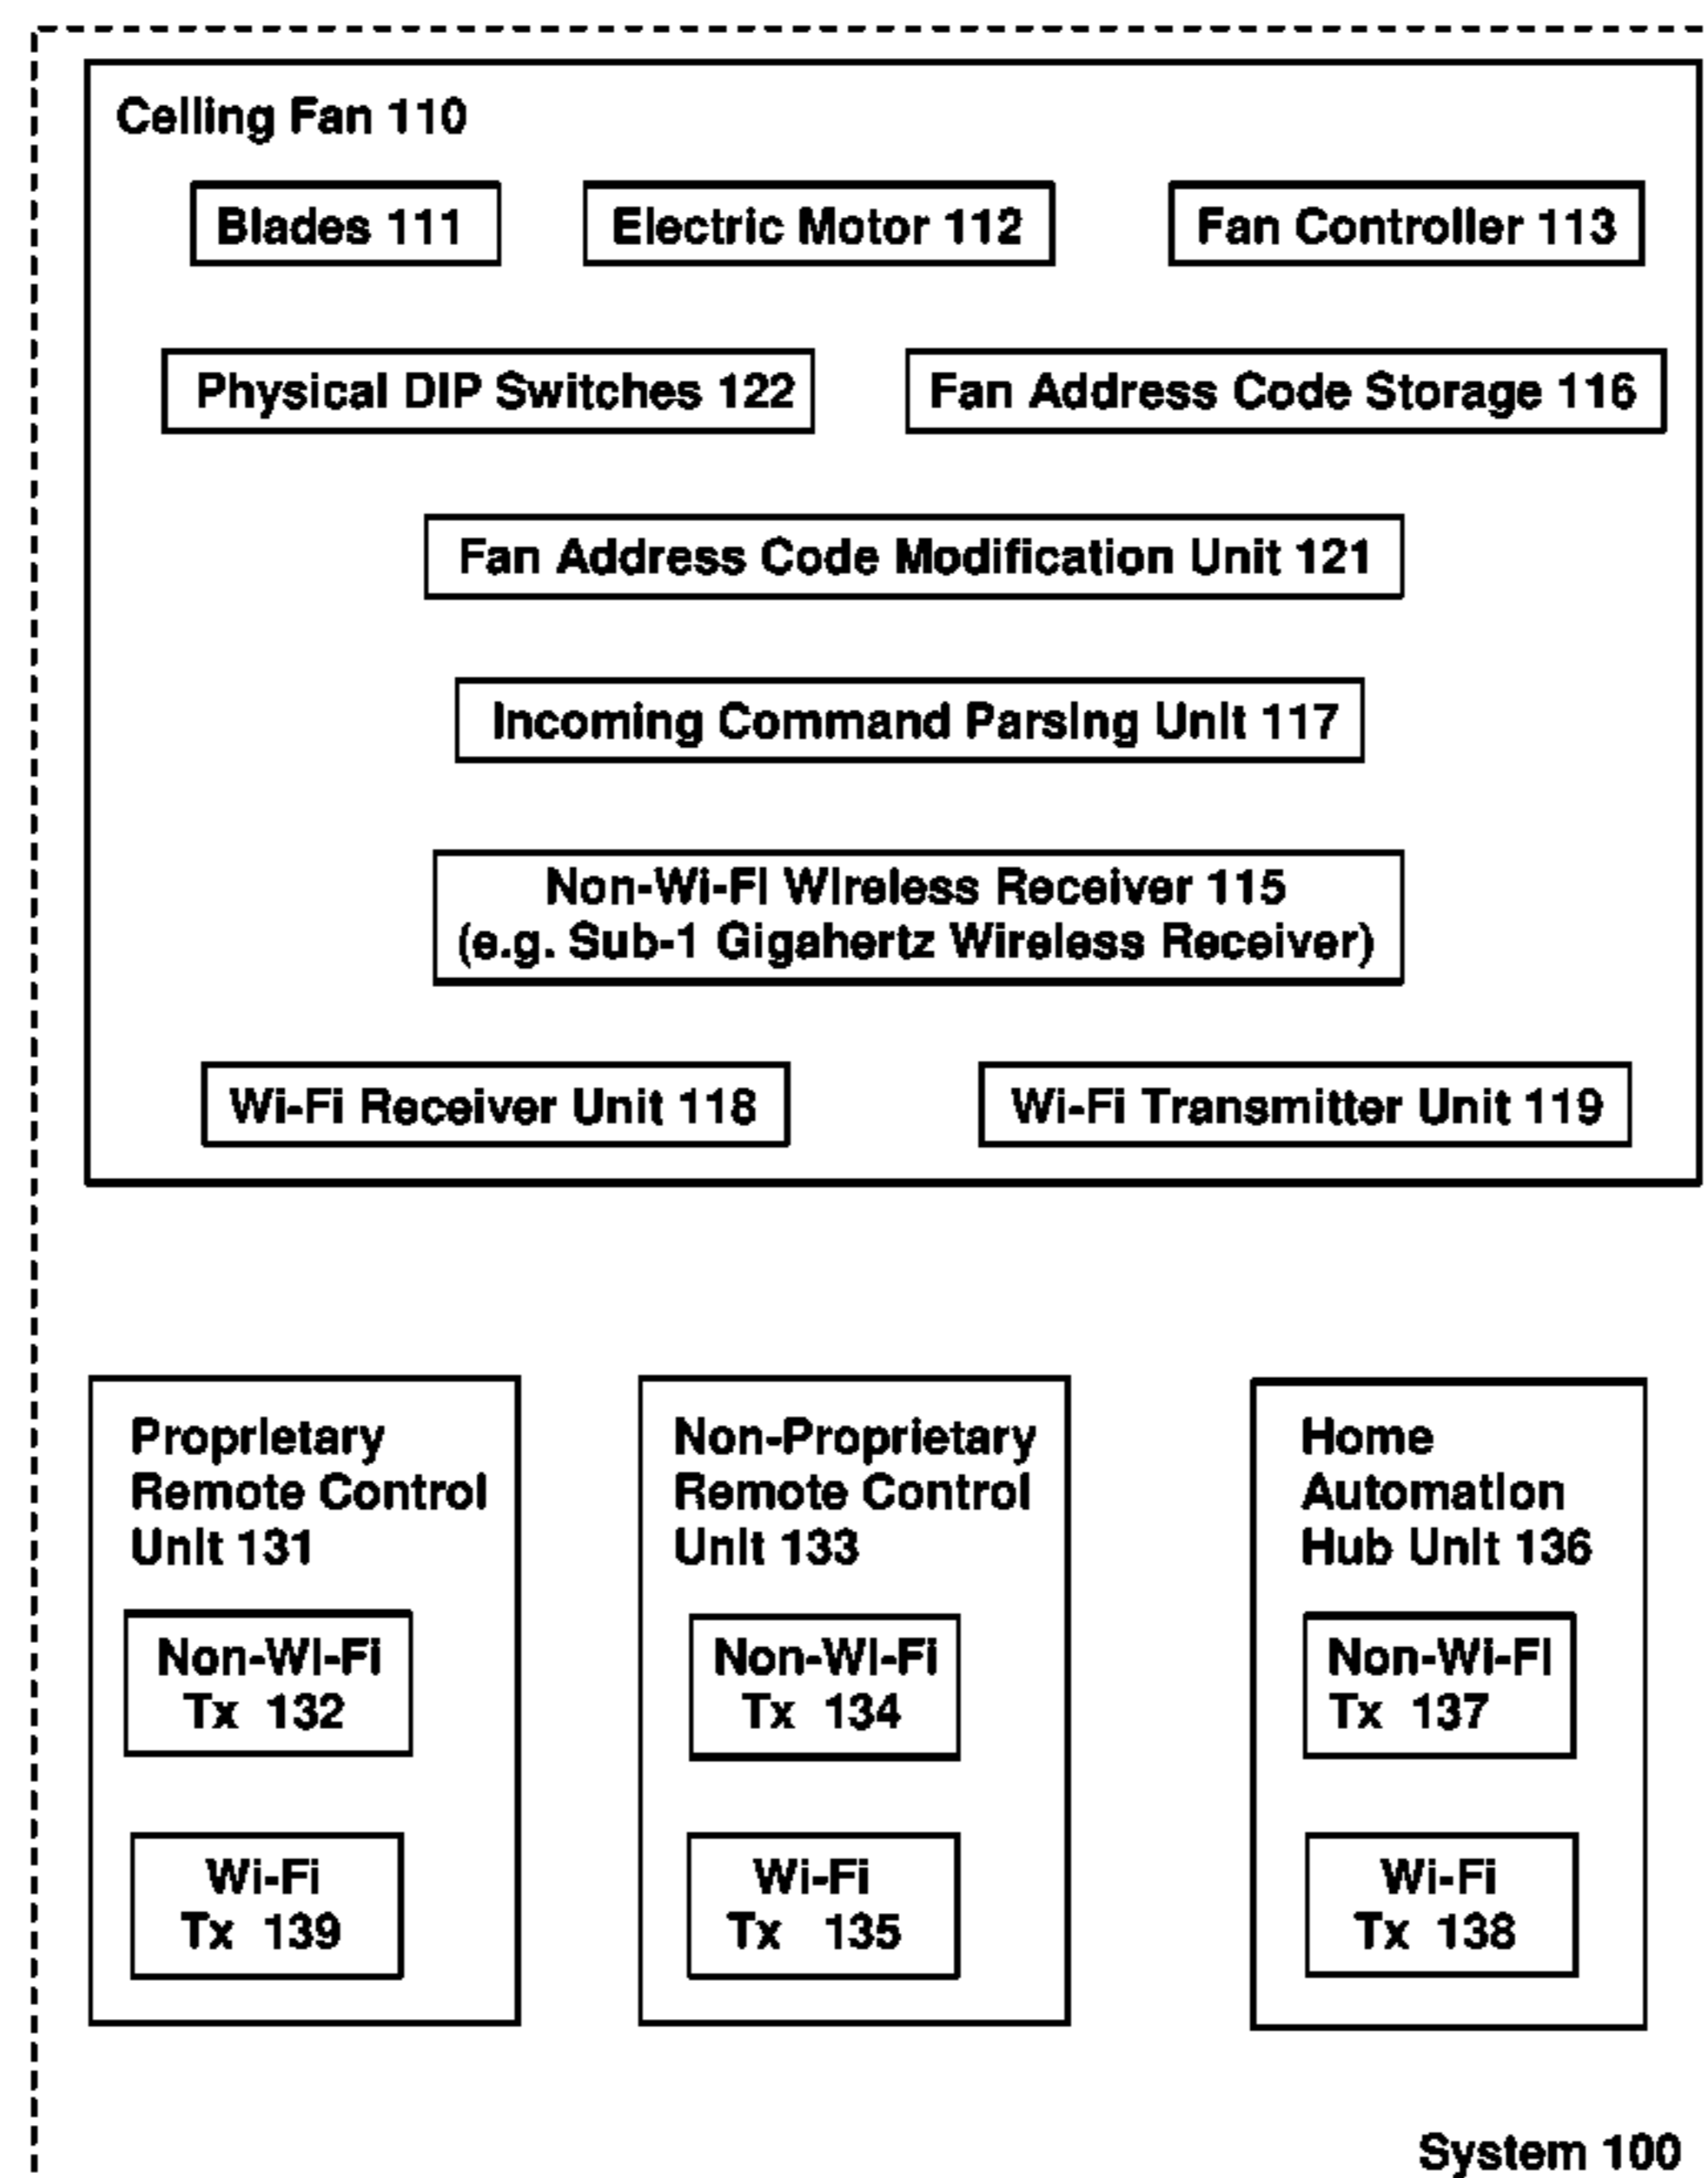 Ceiling Fan 110
Blades 111
Electric Motor 112
Fan Controller 113
Physical DIP Switches 122
Fan Address Code Storage 116
Fan Address Code Modification Unit 121
Incoming Command Parsing Unit 117
Non-Wi-Fi Wireless Receiver 115
(e.g. Sub-1 Gigahertz Wireless Receiver)
Wi-Fi Receiver Unit 118
Wi-Fi Transmitter Unit 119
Proprietary
Remote Control
Unit 131
Non-Wi-Fi
Tx 132
Wi-Fi
Tx 139
Non-Proprietary
Remote Control
Unit 133
Non-Wi-Fi
Tx 134
Wi-Fi
Tx 135
Home
Automation
Hub Unit 136
Non-Wi-Fi
Tx 137
Wi-Fi
Tx 138
System 100